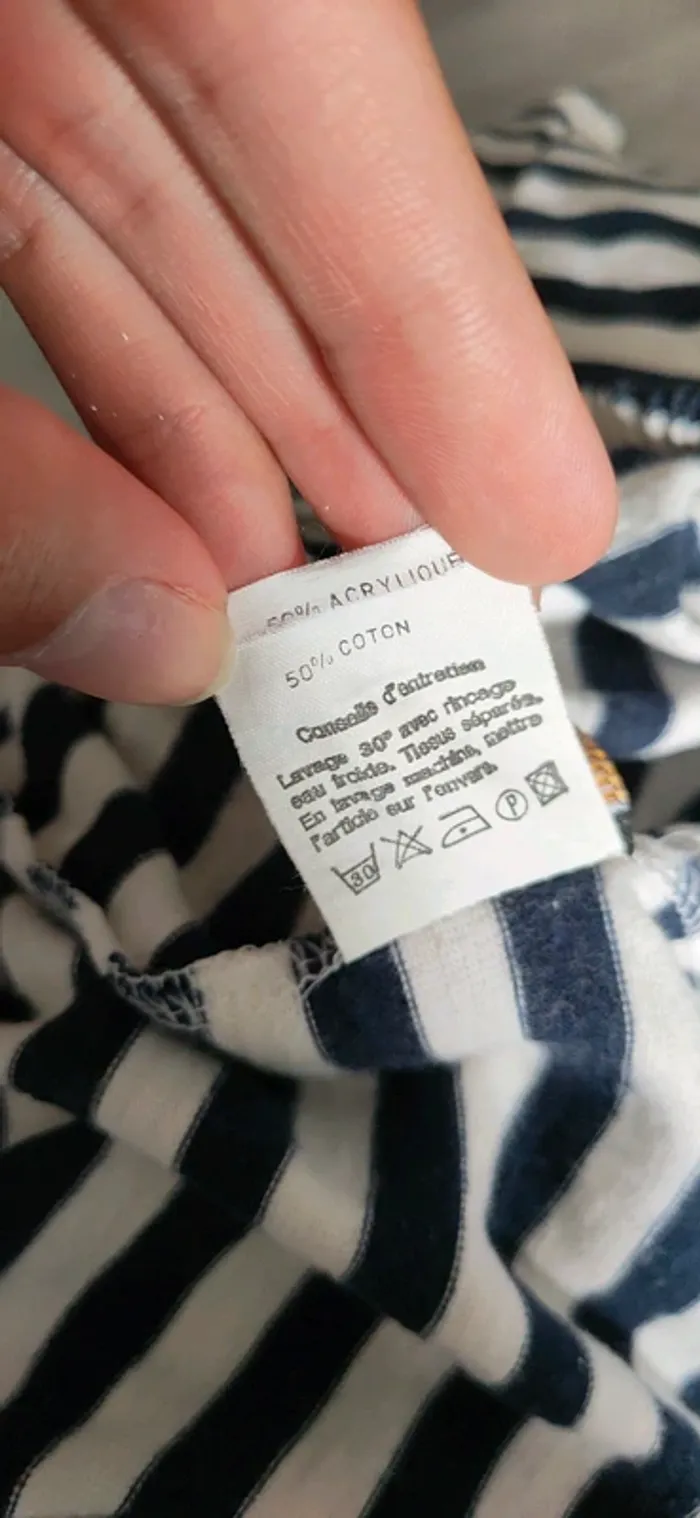 50% ACRYLIQUE
50% COTON
Conseils d'entretien
Lavage 30° avec rinçage
eau froide. Tissus séparés.
En lavage machine, mettre
l'article sur l'envers.
30 P